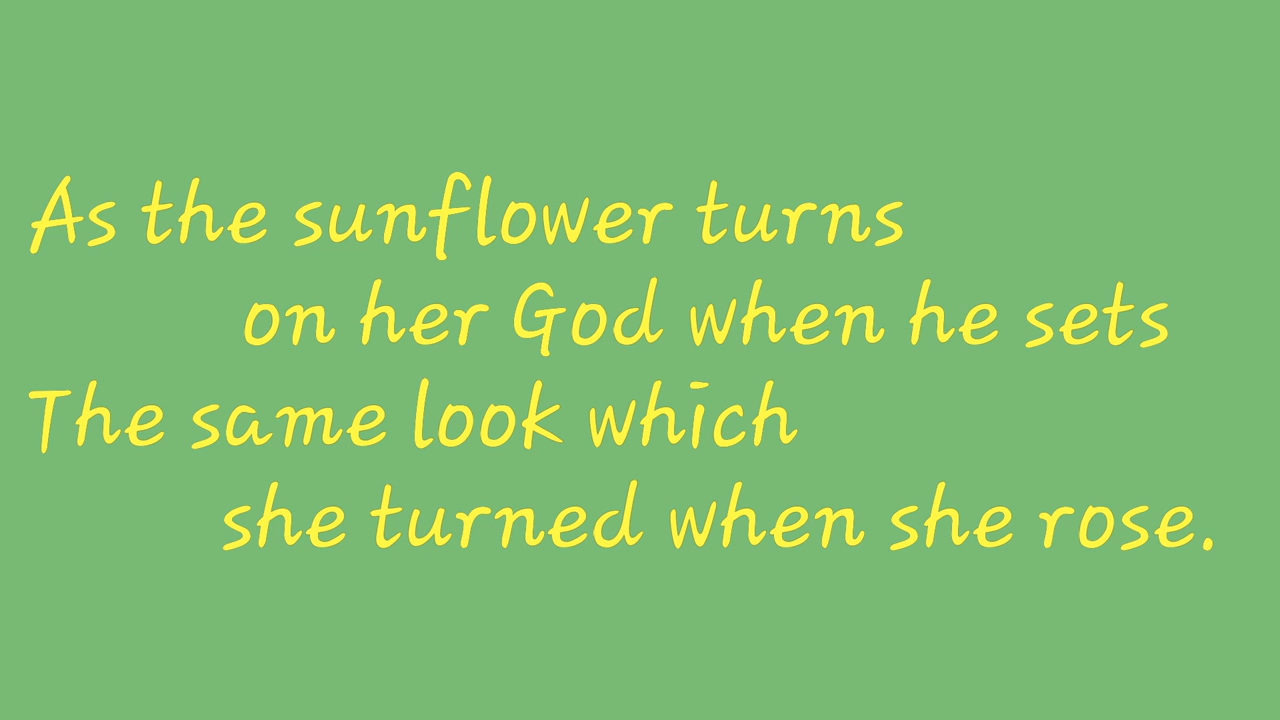 As the sunflower turns
on her God when he sets
The same look which
she turned when she rose.